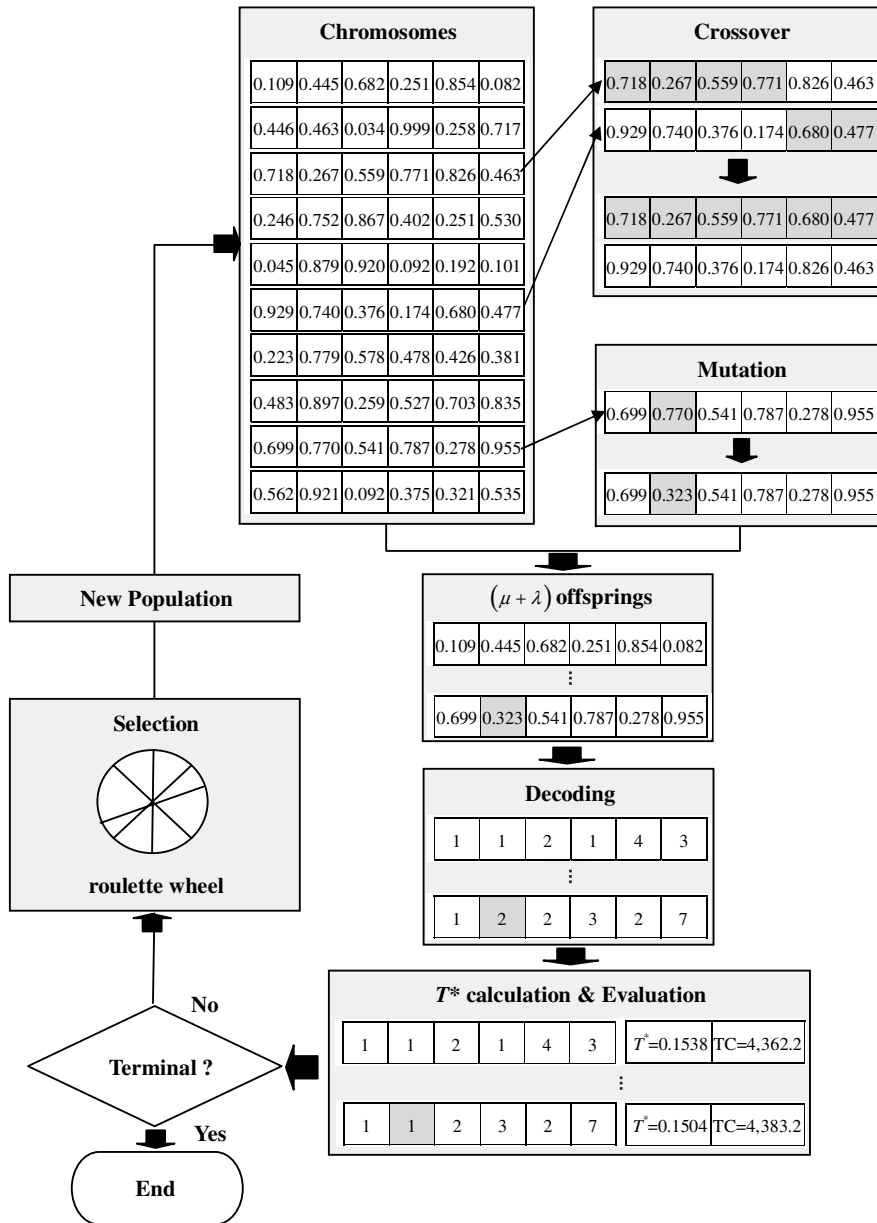 Chromosomes
0.109 0.445 0.682 0.251 0.854 0.082
0.446 0.463 0.034 0.999 0.258 0.717
0.718 0.267 0.559 0.771 0.826 0.463
0.246 0.752 0.867 0.402 0.251 0.530
0.045 0.879 0.920 0.092 0.192 0.101
0.929 0.740 0.376 0.174 0.680 0.477
0.223 0.779 0.578 0.478 0.426 0.381
0.483 0.897 0.259 0.527 0.703 0.835
0.699 0.770 0.541 0.787 0.278 0.955
0.562 0.921 0.092 0.375 0.321 0.535
Crossover
0.718 0.267 0.559 0.771 0.826 0.463
0.929 0.740 0.376 0.174 0.680 0.477
0.718 0.267 0.559 0.771 0.680 0.477
0.929 0.740 0.376 0.174 0.826 0.463
Mutation
0.699 0.770 0.541 0.787 0.278 0.955
0.699 0.323 0.541 0.787 0.278 0.955
(μ + λ) offsprings
0.109 0.445 0.682 0.251 0.854 0.082
⋮
0.699 0.323 0.541 0.787 0.278 0.955
Decoding
1 1 2 1 4 3
⋮
1 2 2 3 2 7
T* calculation & Evaluation
1 1 2 1 4 3 T*=0.1538 TC=4,362.2
⋮
1 1 2 3 2 7 T*=0.1504 TC=4,383.2
Terminal ?
No
Yes
End
Selection
roulette wheel
New Population